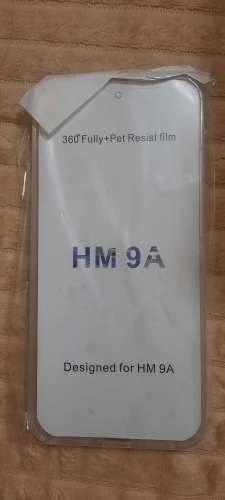 360°Fully+Pet Resist film
HM 9A
Designed for HM 9A